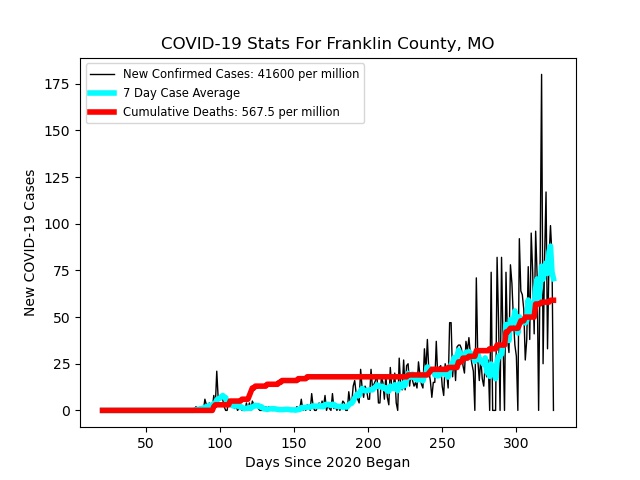 COVID-19 Stats For Franklin County, MO
New Confirmed Cases: 41600 per million
7 Day Case Average
Cumulative Deaths: 567.5 per million
175
150
125
100
75
50
25
0
New COVID-19 Cases
50 100 150 200 250 300
Days Since 2020 Began